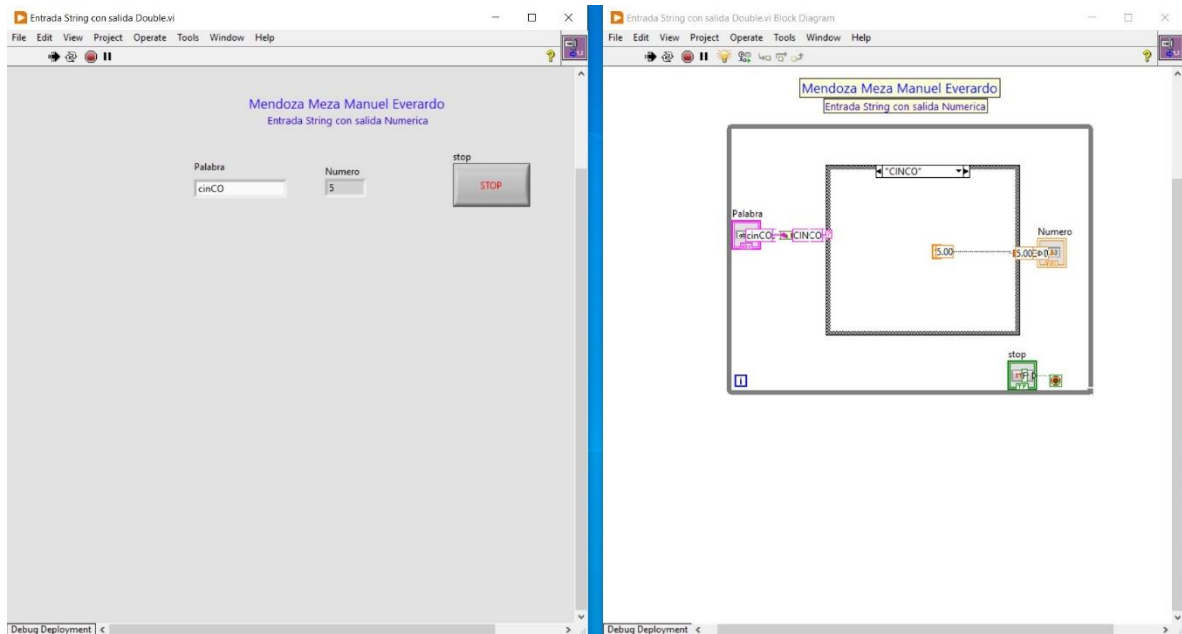 Entrada String con salida Double.vi
File Edit View Project Operate Tools Window Help
Mendoza Meza Manuel Everardo
Entrada String con salida Numerica
Palabra
cinCO
Numero
5
stop
STOP
Debug Deployment
Entrada String con salida Double.vi Block Diagram
File Edit View Project Operate Tools Window Help
Mendoza Meza Manuel Everardo
Entrada String con salida Numerica
"CINCO"
Palabra
cinCO
CINCO
5.00
5.00
Numero
stop
i
Debug Deployment